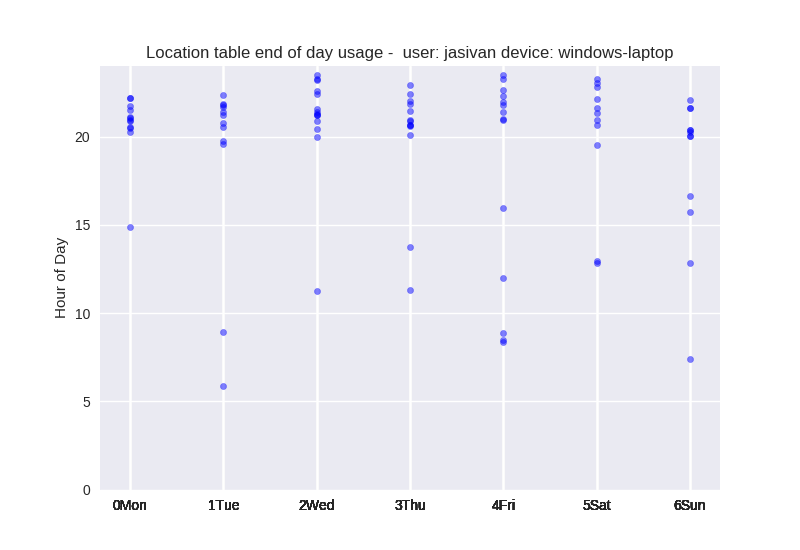 Location table end of day usage -  user: jasivan device: windows-laptop
Hour of Day
20
15
10
5
0
0Mon 1Tue 2Wed 3Thu 4Fri 5Sat 6Sun